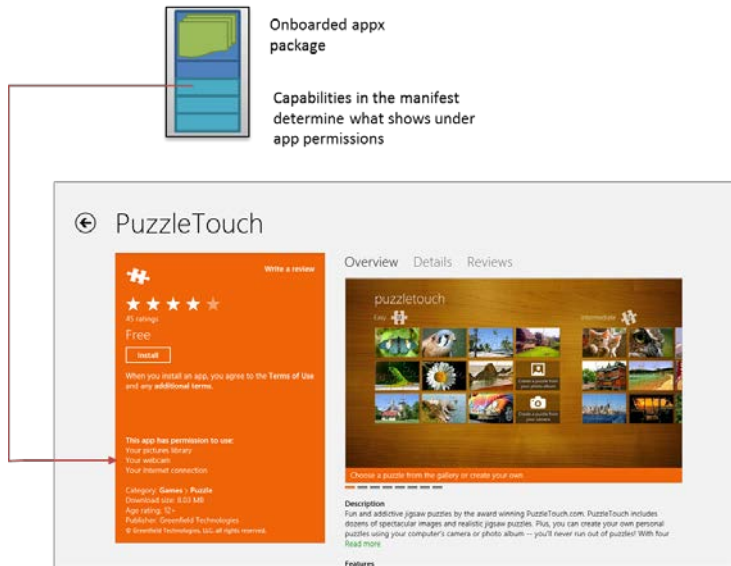 Onboarded appx
package
Capabilities in the manifest
determine what shows under
app permissions
PuzzleTouch
Write a review
45 ratings
Free
Install
When you install an app, you agree to the Terms of Use
and any additional terms.
This app has permission to use:
Your pictures library
Your webcam
Your Internet connection
Category: Games > Puzzle
Download size: 8.03 MB
Age rating: 12+
Publisher: Greenfield Technologies
© Greenfield Technologies, LLC. all rights reserved.
Overview Details Reviews
puzzletouch
Easy
Intermediate
Create a puzzle from
your photo album
Create a puzzle from
your camera
Choose a puzzle from the gallery or create your own
Description
Fun and addictive jigsaw puzzles by the award winning PuzzleTouch.com. PuzzleTouch includes
dozens of spectacular images and realistic jigsaw puzzles. Plus, you can create your own personal
puzzles using your computer's camera or photo album -- you'll never run out of puzzles! With four
Read more
Features